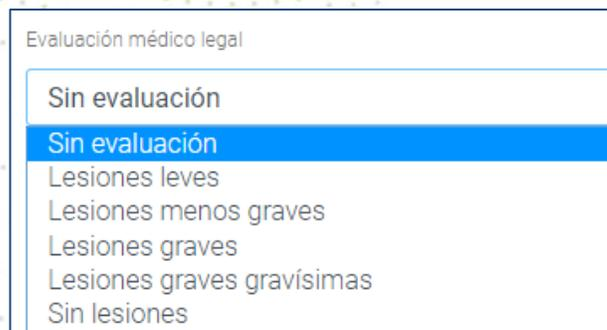 Evaluación médico legal
Sin evaluación
Sin evaluación
Lesiones leves
Lesiones menos graves
Lesiones graves
Lesiones graves gravísimas
Sin lesiones